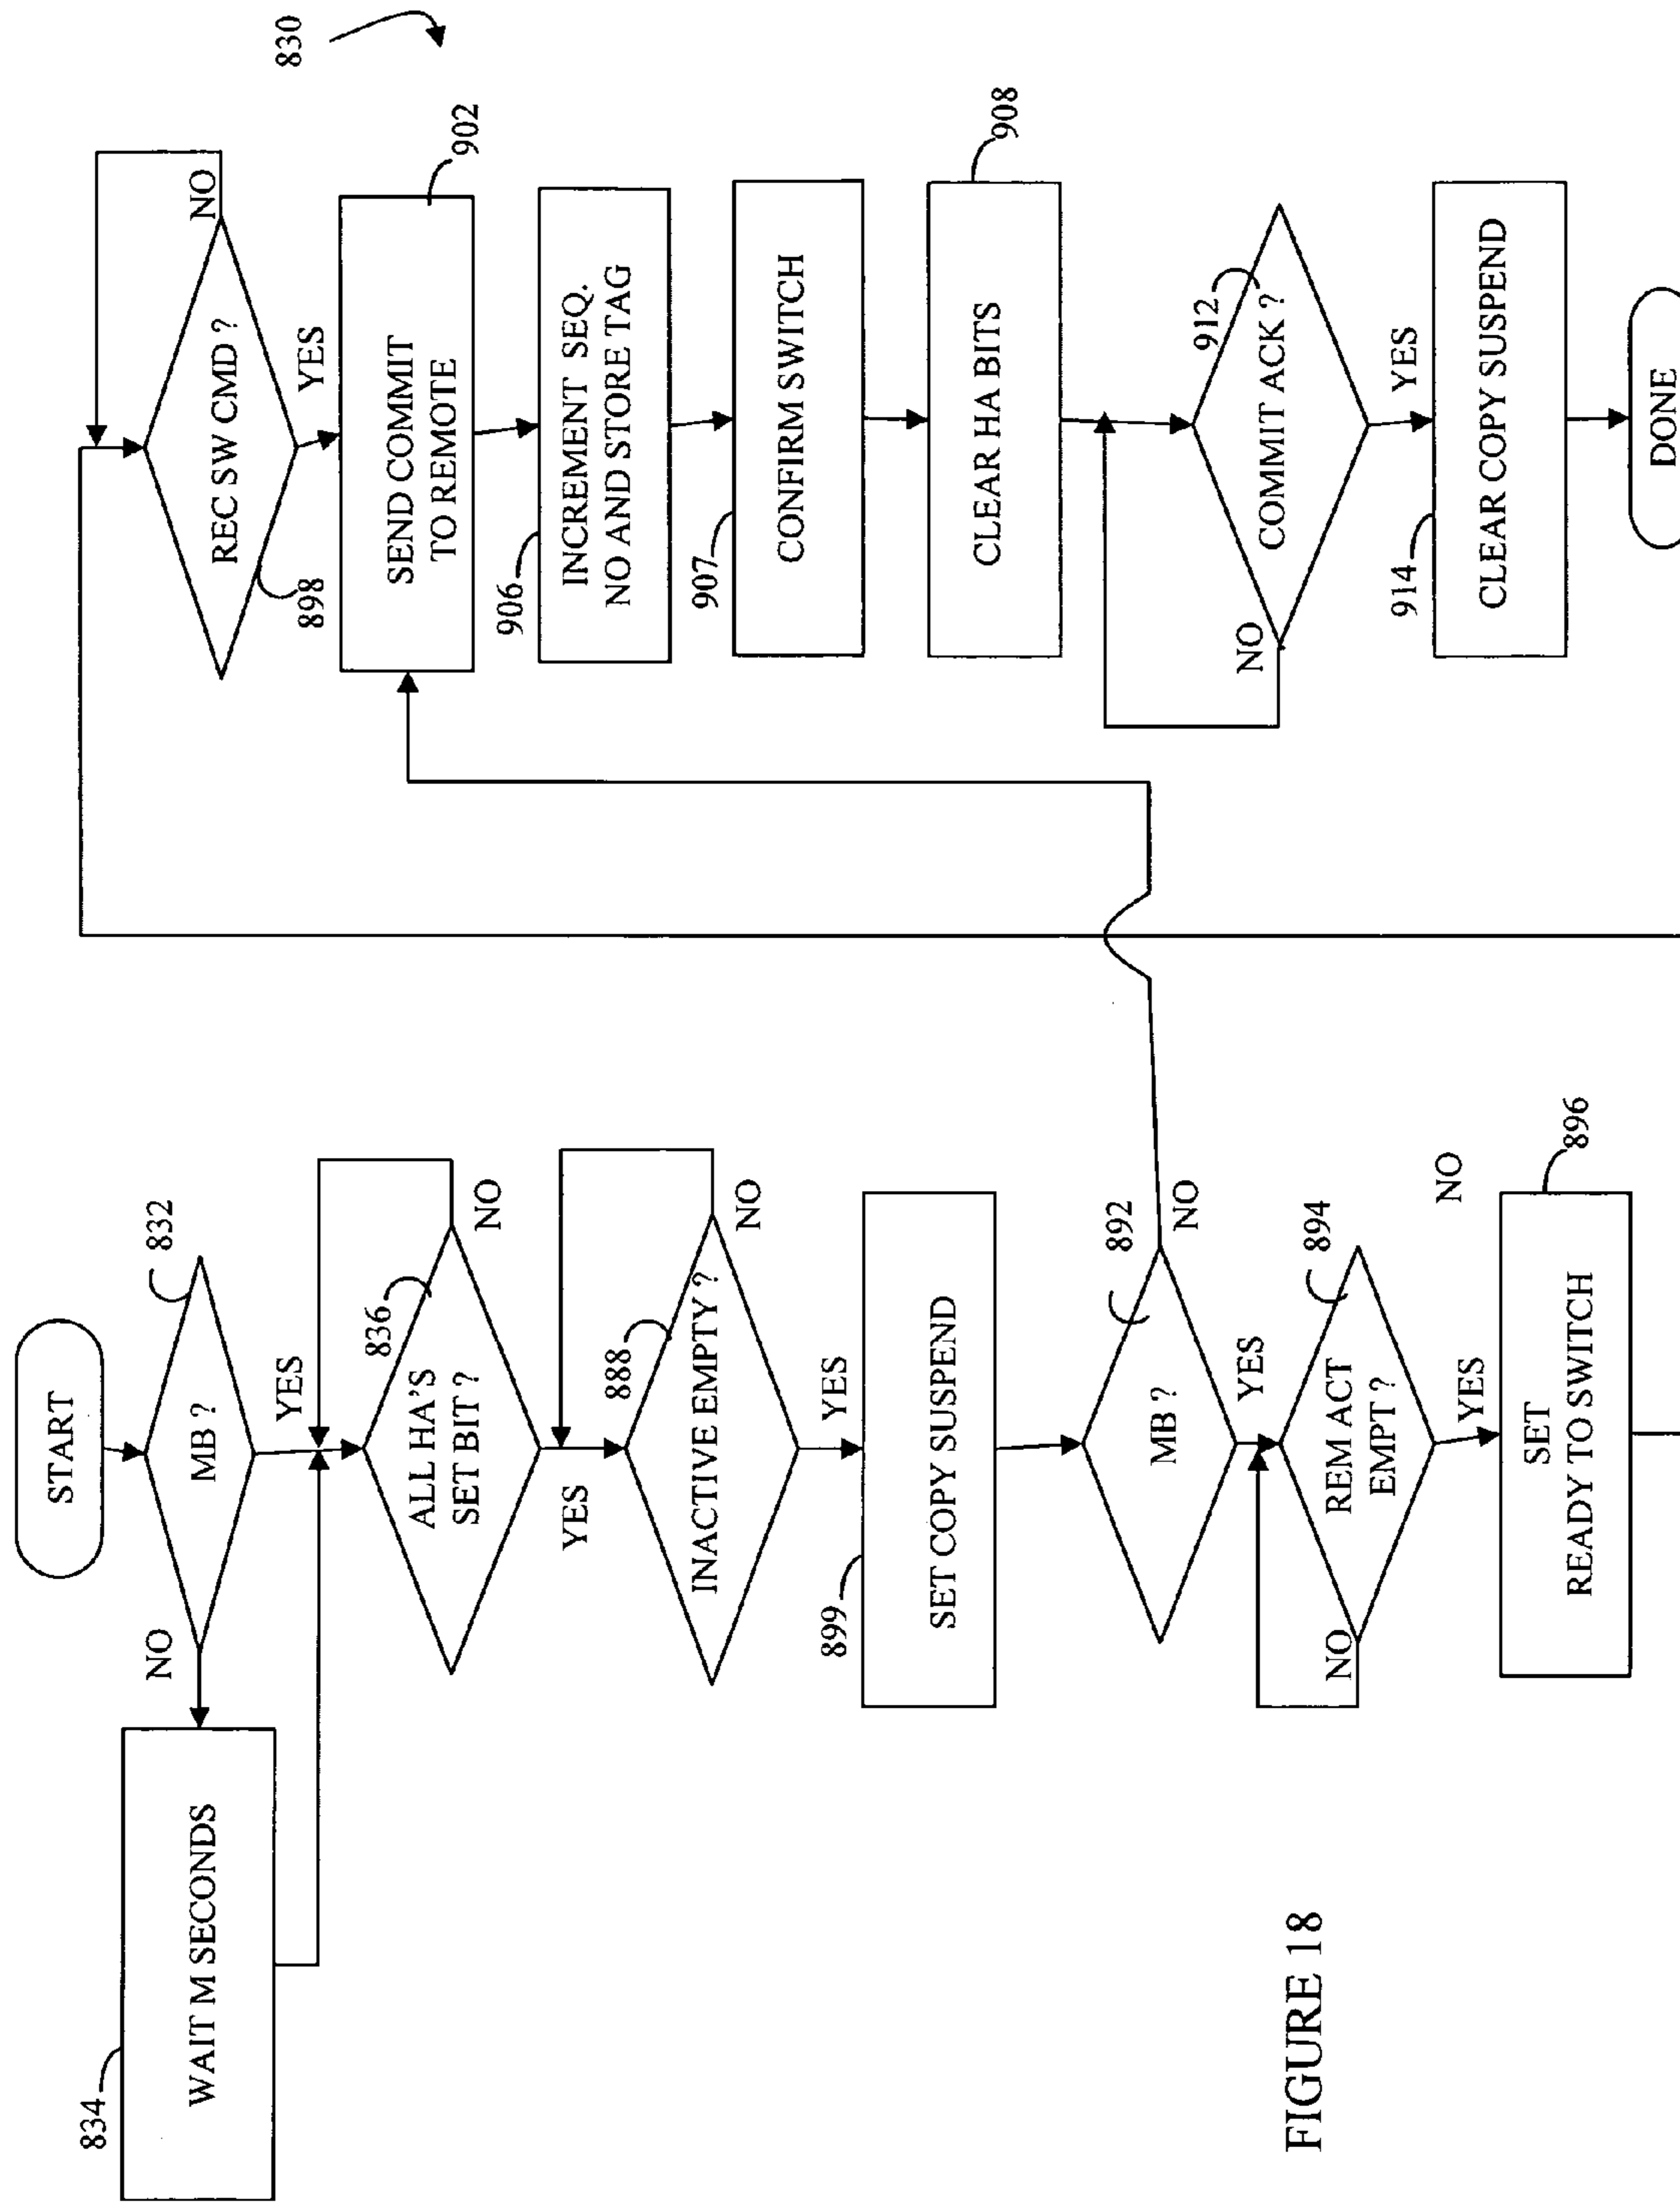 830
START
832
MB ?
NO
YES
834
WAIT M SECONDS
836
ALL HA'S
SET BIT ?
NO
YES
888
INACTIVE EMPTY ?
NO
YES
899
SET COPY SUSPEND
892
MB ?
NO
YES
894
REM ACT
EMPT ?
NO
YES
NO
896
SET
READY TO SWITCH
REC SW CMD ?
NO
898
YES
902
SEND COMMIT
TO REMOTE
906
INCREMENT SEQ.
NO AND STORE TAG
907
CONFIRM SWITCH
908
CLEAR HA BITS
912
COMMIT ACK ?
NO
YES
914
CLEAR COPY SUSPEND
DONE
FIGURE 18